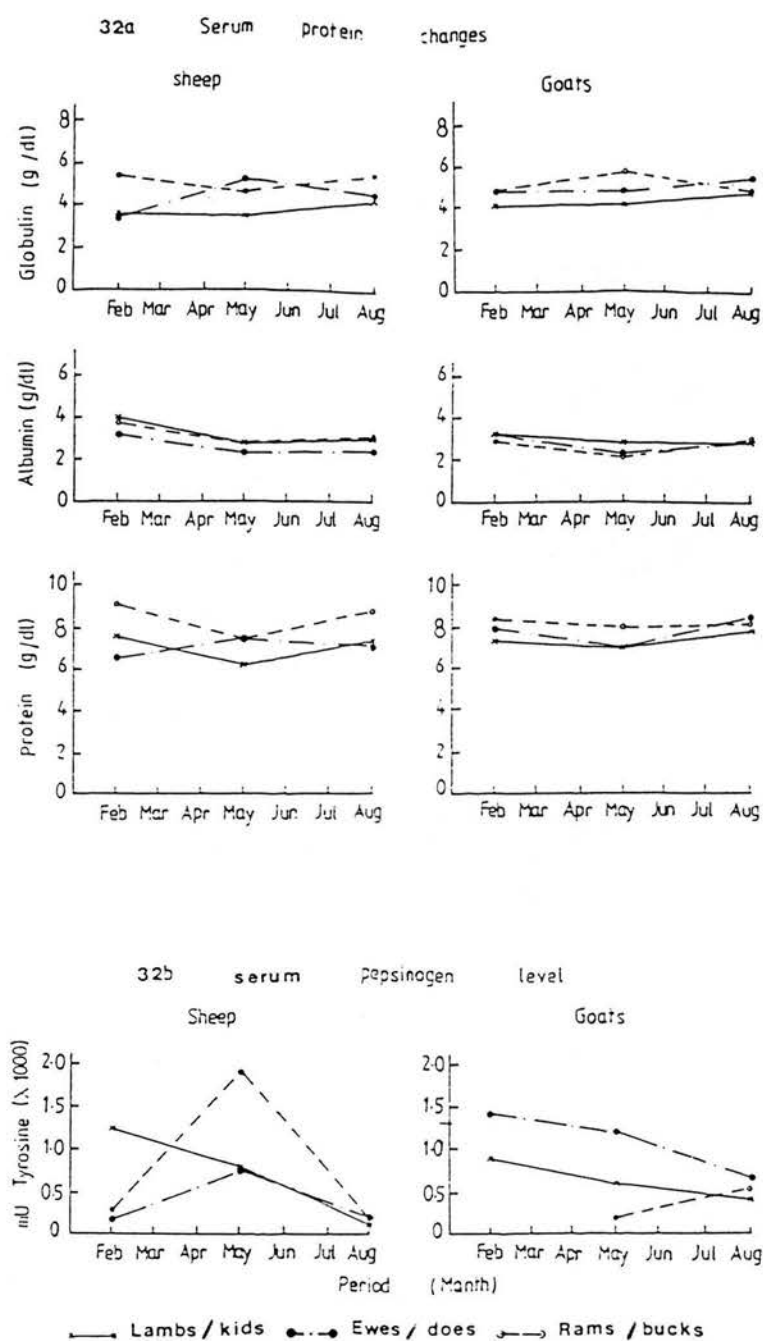 32a Serum protein changes
sheep Goats
Globulin (g/dl)
8
6
4
2
0
Feb Mar Apr May Jun Jul Aug
8
6
4
2
0
Feb Mar Apr May Jun Jul Aug
Albumin (g/dl)
6
4
2
0
Feb Mar Apr May Jun Jul Aug
6
4
2
0
Feb Mar Apr May Jun Jul Aug
Protein (g/dl)
10
8
6
4
2
0
Feb Mar Apr May Jun Jul Aug
10
8
6
4
2
0
Feb Mar Apr May Jun Jul Aug
32b serum pepsinogen level
Sheep Goats
mU Tyrosine (λ 1000)
2.0
1.5
1.0
0.5
0
Feb Mar Apr May Jun Jul Aug
2.0
1.5
1.0
0.5
0
Feb Mar Apr May Jun Jul Aug
Period (Month)
Lambs / kids Ewes / does Rams / bucks